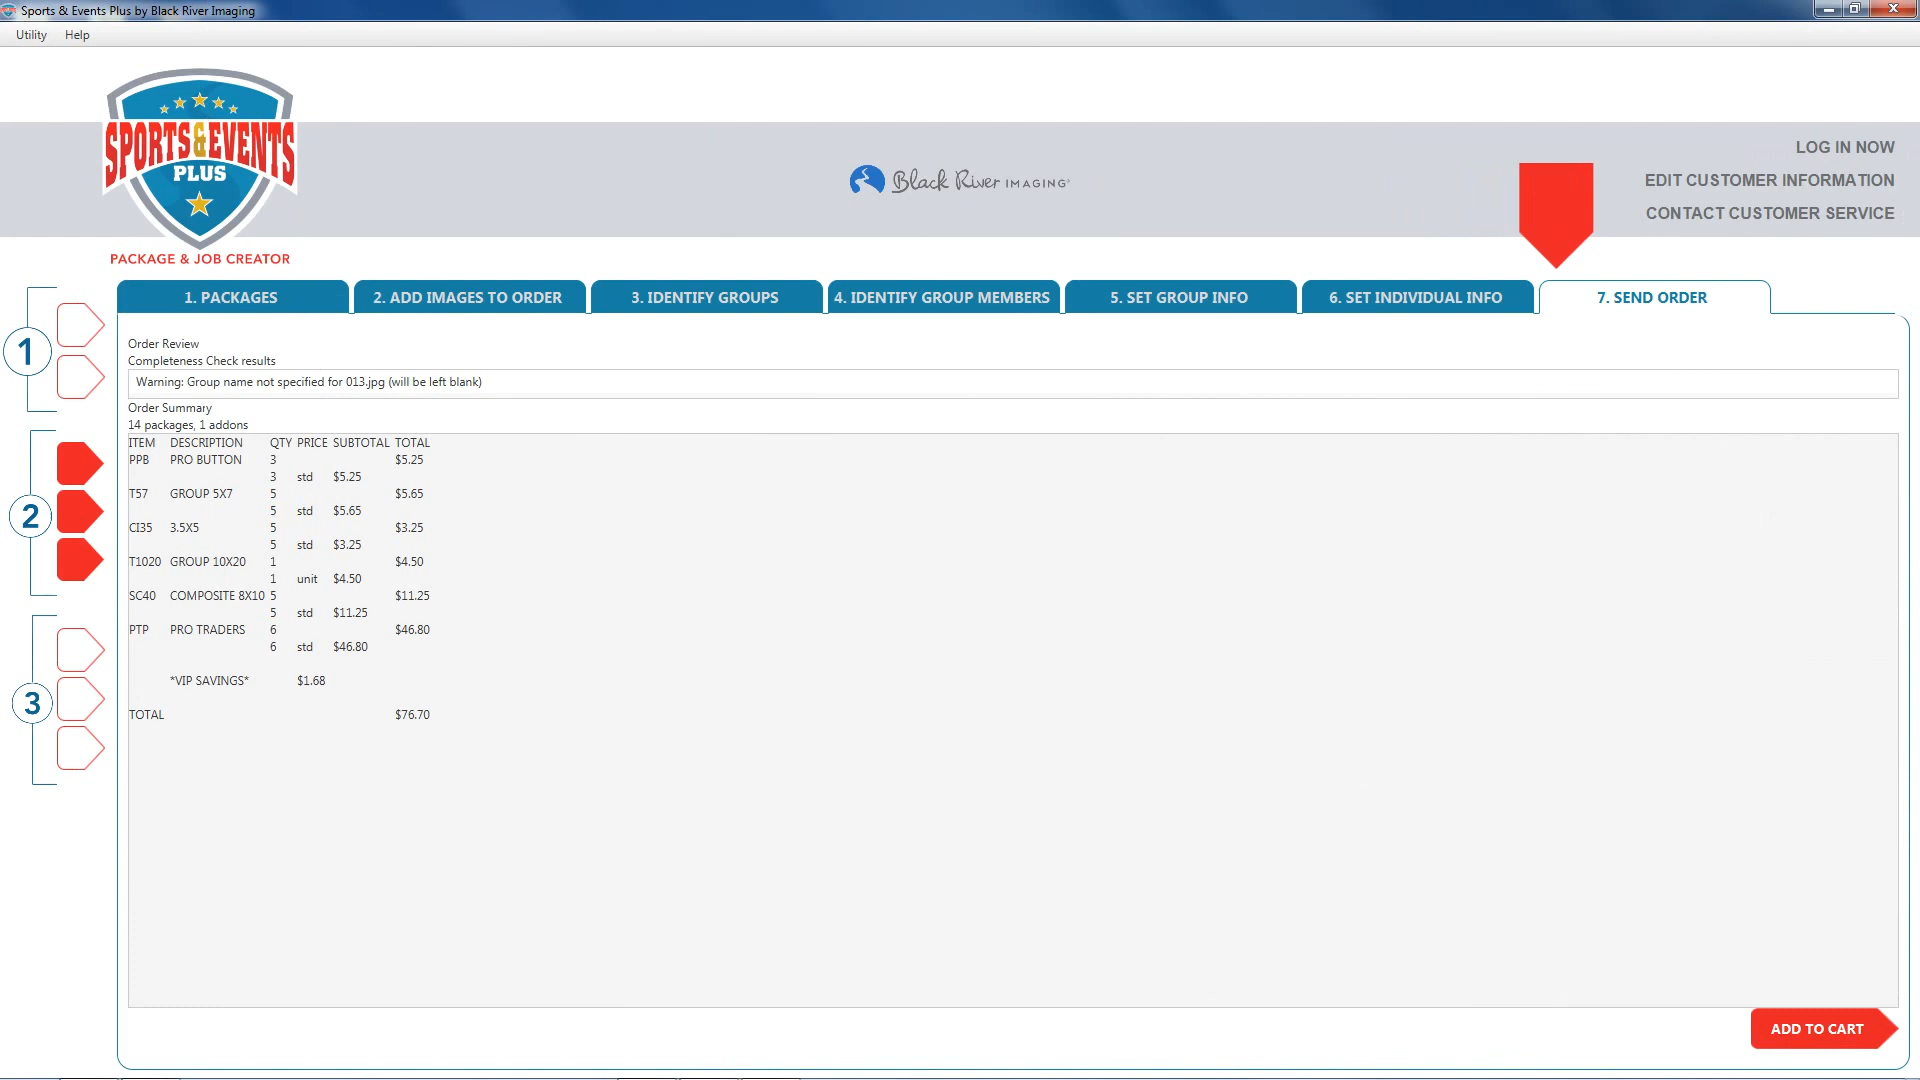 Sports & Events Plus by Black River Imaging
Utility Help
SPORTS & EVENTS
PLUS
PACKAGE & JOB CREATOR
Black River IMAGING
LOG IN NOW
EDIT CUSTOMER INFORMATION
CONTACT CUSTOMER SERVICE
1. PACKAGES 2. ADD IMAGES TO ORDER 3. IDENTIFY GROUPS 4. IDENTIFY GROUP MEMBERS 5. SET GROUP INFO 6. SET INDIVIDUAL INFO 7. SEND ORDER
1
2
3
Order Review
Completeness Check results
Warning: Group name not specified for 013.jpg (will be left blank)
Order Summary
14 packages, 1 addons
ITEM DESCRIPTION QTY PRICE SUBTOTAL TOTAL
PPB PRO BUTTON 3 $5.25
3 std $5.25
T57 GROUP 5X7 5 $5.65
5 std $5.65
CI35 3.5X5 5 $3.25
5 std $3.25
T1020 GROUP 10X20 1 $4.50
1 unit $4.50
SC40 COMPOSITE 8X10 5 $11.25
5 std $11.25
PTP PRO TRADERS 6 $46.80
6 std $46.80
*VIP SAVINGS* $1.68
TOTAL $76.70
ADD TO CART